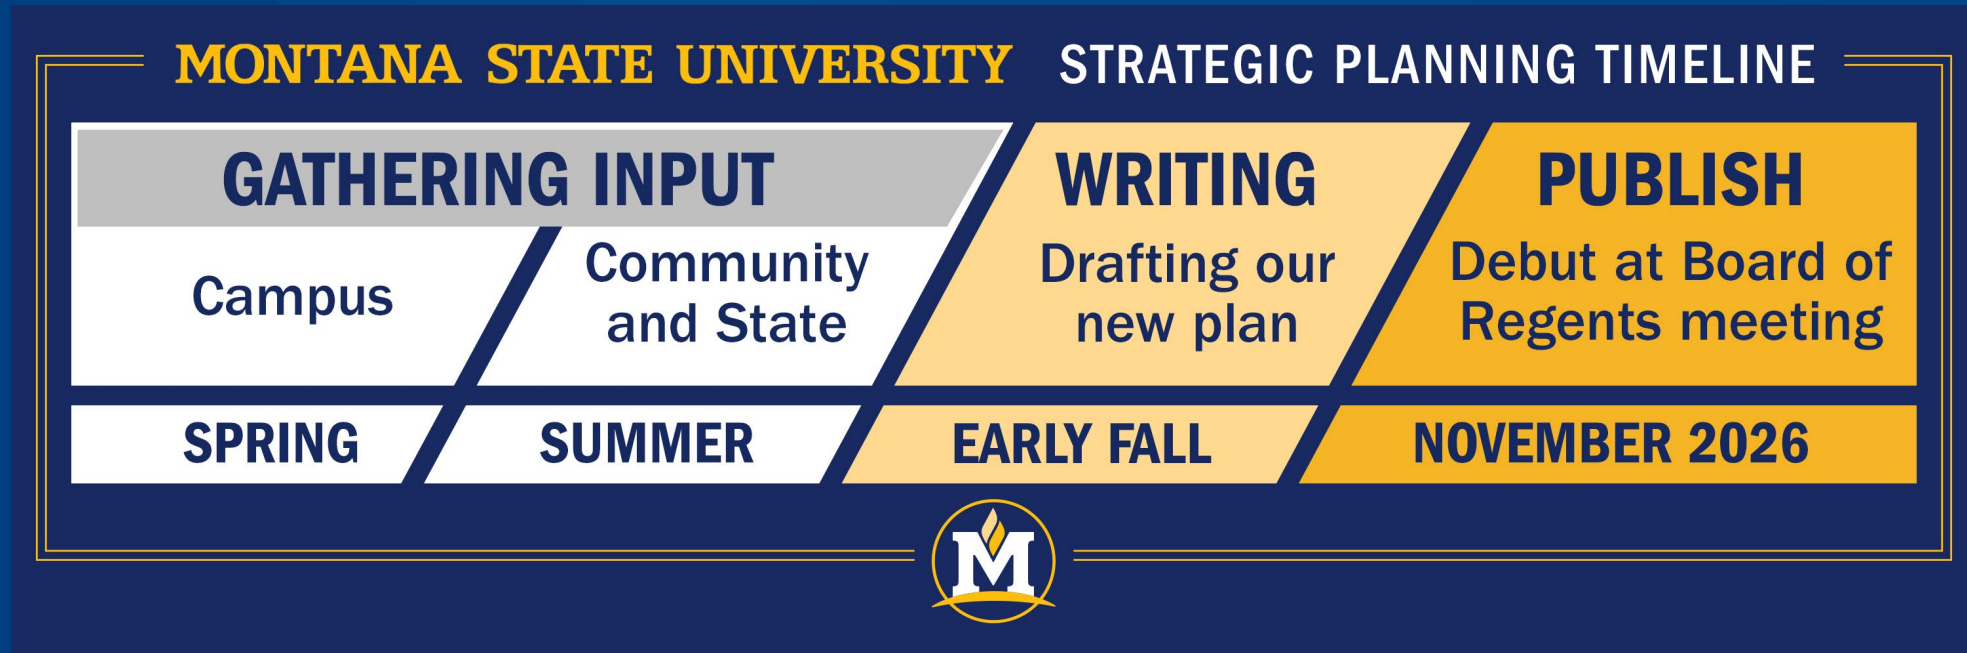 MONTANA STATE UNIVERSITY STRATEGIC PLANNING TIMELINE
GATHERING INPUT
Campus
Community
and State
WRITING
Drafting our
new plan
PUBLISH
Debut at Board of
Regents meeting
SPRING
SUMMER
EARLY FALL
NOVEMBER 2026
M